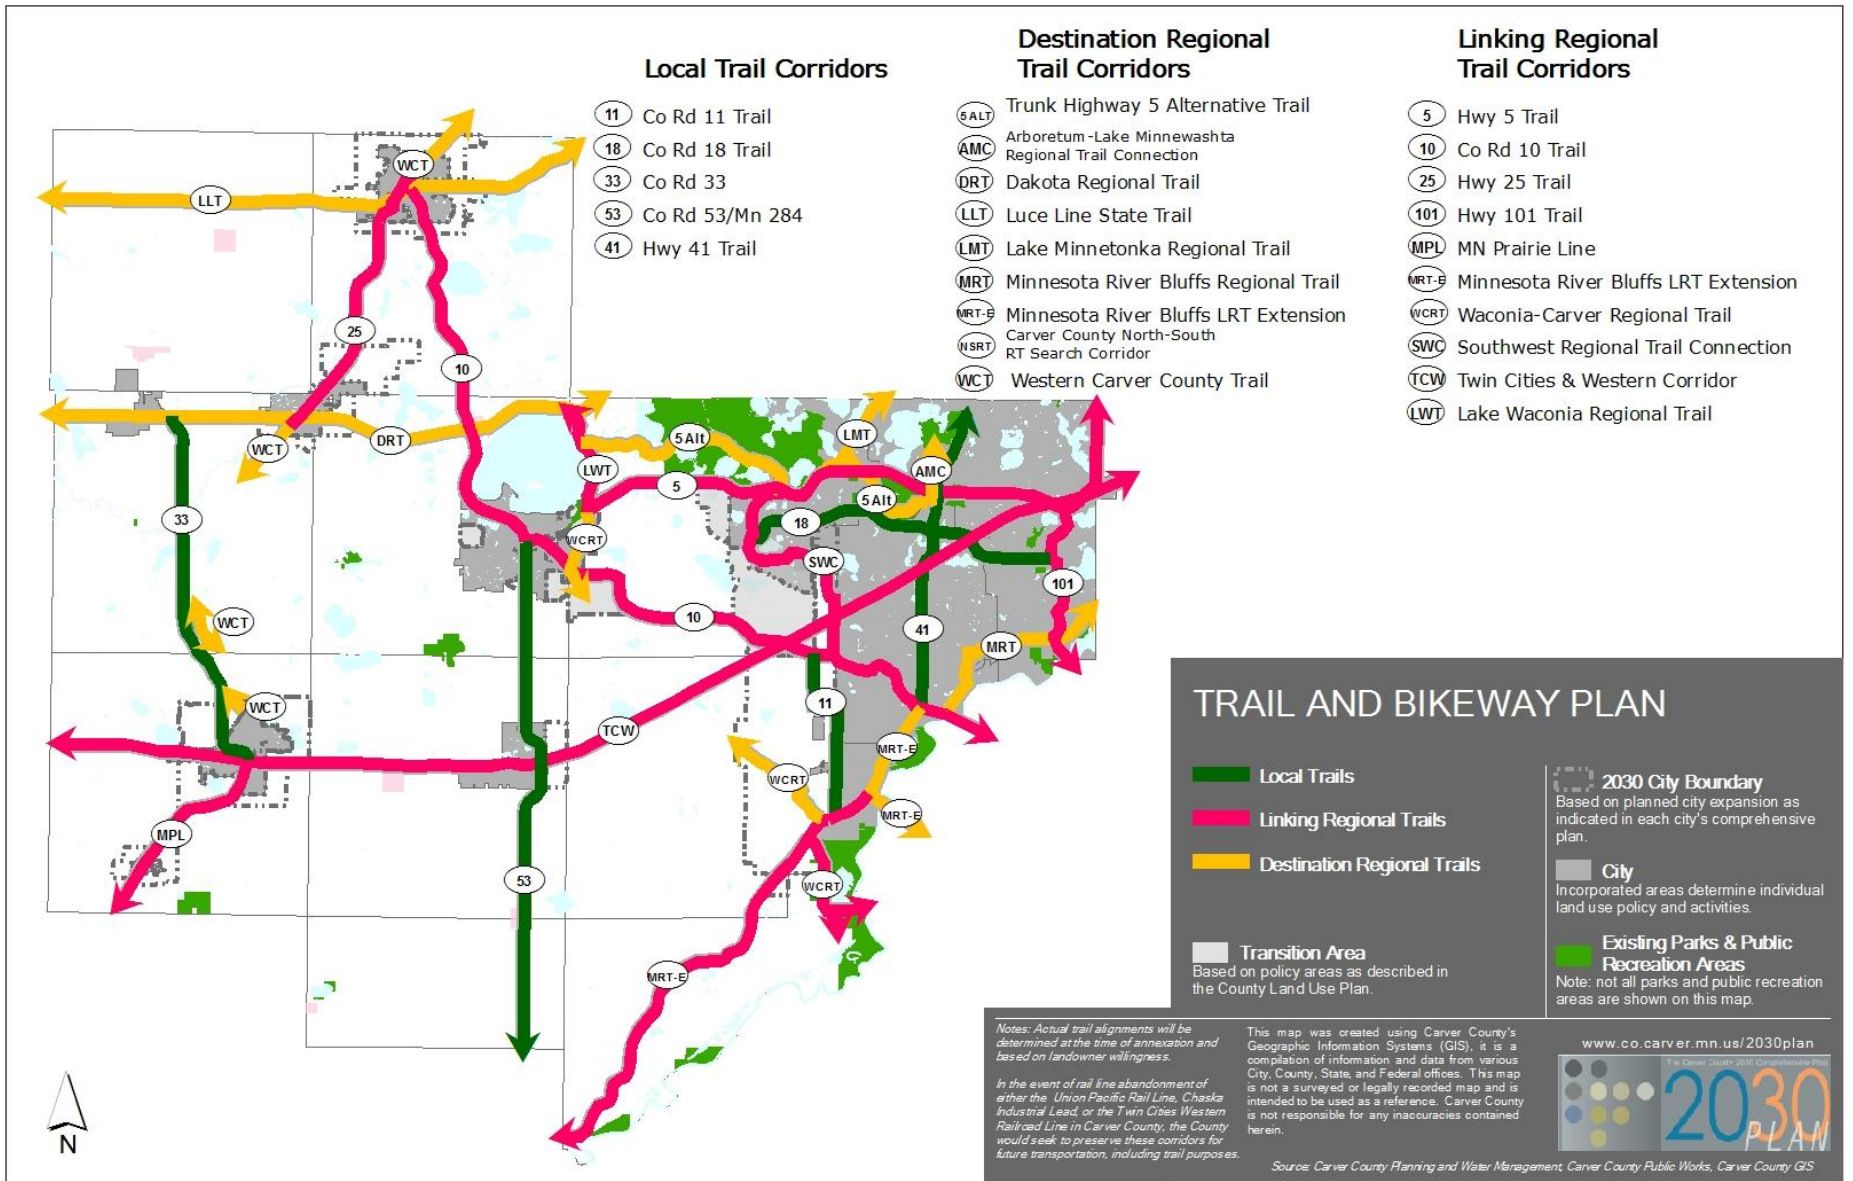 Local Trail Corridors
11 Co Rd 11 Trail
18 Co Rd 18 Trail
33 Co Rd 33
53 Co Rd 53/Mn 284
41 Hwy 41 Trail
Destination Regional
Trail Corridors
5 ALT Trunk Highway 5 Alternative Trail
AMC Arboretum-Lake Minnewashta
Regional Trail Connection
DRT Dakota Regional Trail
LLT Luce Line State Trail
LMT Lake Minnetonka Regional Trail
MRT Minnesota River Bluffs Regional Trail
MRT-E Minnesota River Bluffs LRT Extension
NSRT Carver County North-South
RT Search Corridor
WCT Western Carver County Trail
Linking Regional
Trail Corridors
5 Hwy 5 Trail
10 Co Rd 10 Trail
25 Hwy 25 Trail
101 Hwy 101 Trail
MPL MN Prairie Line
MRT-E Minnesota River Bluffs LRT Extension
WCRT Waconia-Carver Regional Trail
SWC Southwest Regional Trail Connection
TCW Twin Cities & Western Corridor
LWT Lake Waconia Regional Trail
WCT
LLT
25
10
WCT
DRT
5 Alt
LMT
LWT
5
AMC
5 Alt
33
18
WCRT
SWC
101
WCT
10
41
MRT
WCT
11
TCW
MRT-E
WCRT
MRT-E
MPL
53
WCRT
MRT-E
N
TRAIL AND BIKEWAY PLAN
Local Trails
Linking Regional Trails
Destination Regional Trails
Transition Area
Based on policy areas as described in
the County Land Use Plan.
2030 City Boundary
Based on planned city expansion as
indicated in each city's comprehensive
plan.
City
Incorporated areas determine individual
land use policy and activities.
Existing Parks & Public
Recreation Areas
Note: not all parks and public recreation
areas are shown on this map.
Notes: Actual trail alignments will be
determined at the time of annexation and
based on landowner willingness.
In the event of rail line abandonment of
either the Union Pacific Rail Line, Chaska
Industrial Lead, or the Twin Cities Western
Railroad Line in Carver County, the County
would seek to preserve these corridors for
future transportation, including trail purposes.
This map was created using Carver County's
Geographic Information Systems (GIS), it is a
compilation of information and data from various
City, County, State, and Federal offices. This map
is not a surveyed or legally recorded map and is
intended to be used as a reference. Carver County
is not responsible for any inaccuracies contained
herein.
www.co.carver.mn.us/2030plan
The Carver County 2030 Comprehensive Plan
2030
PLAN
Source: Carver County Planning and Water Management, Carver County Public Works, Carver County GIS